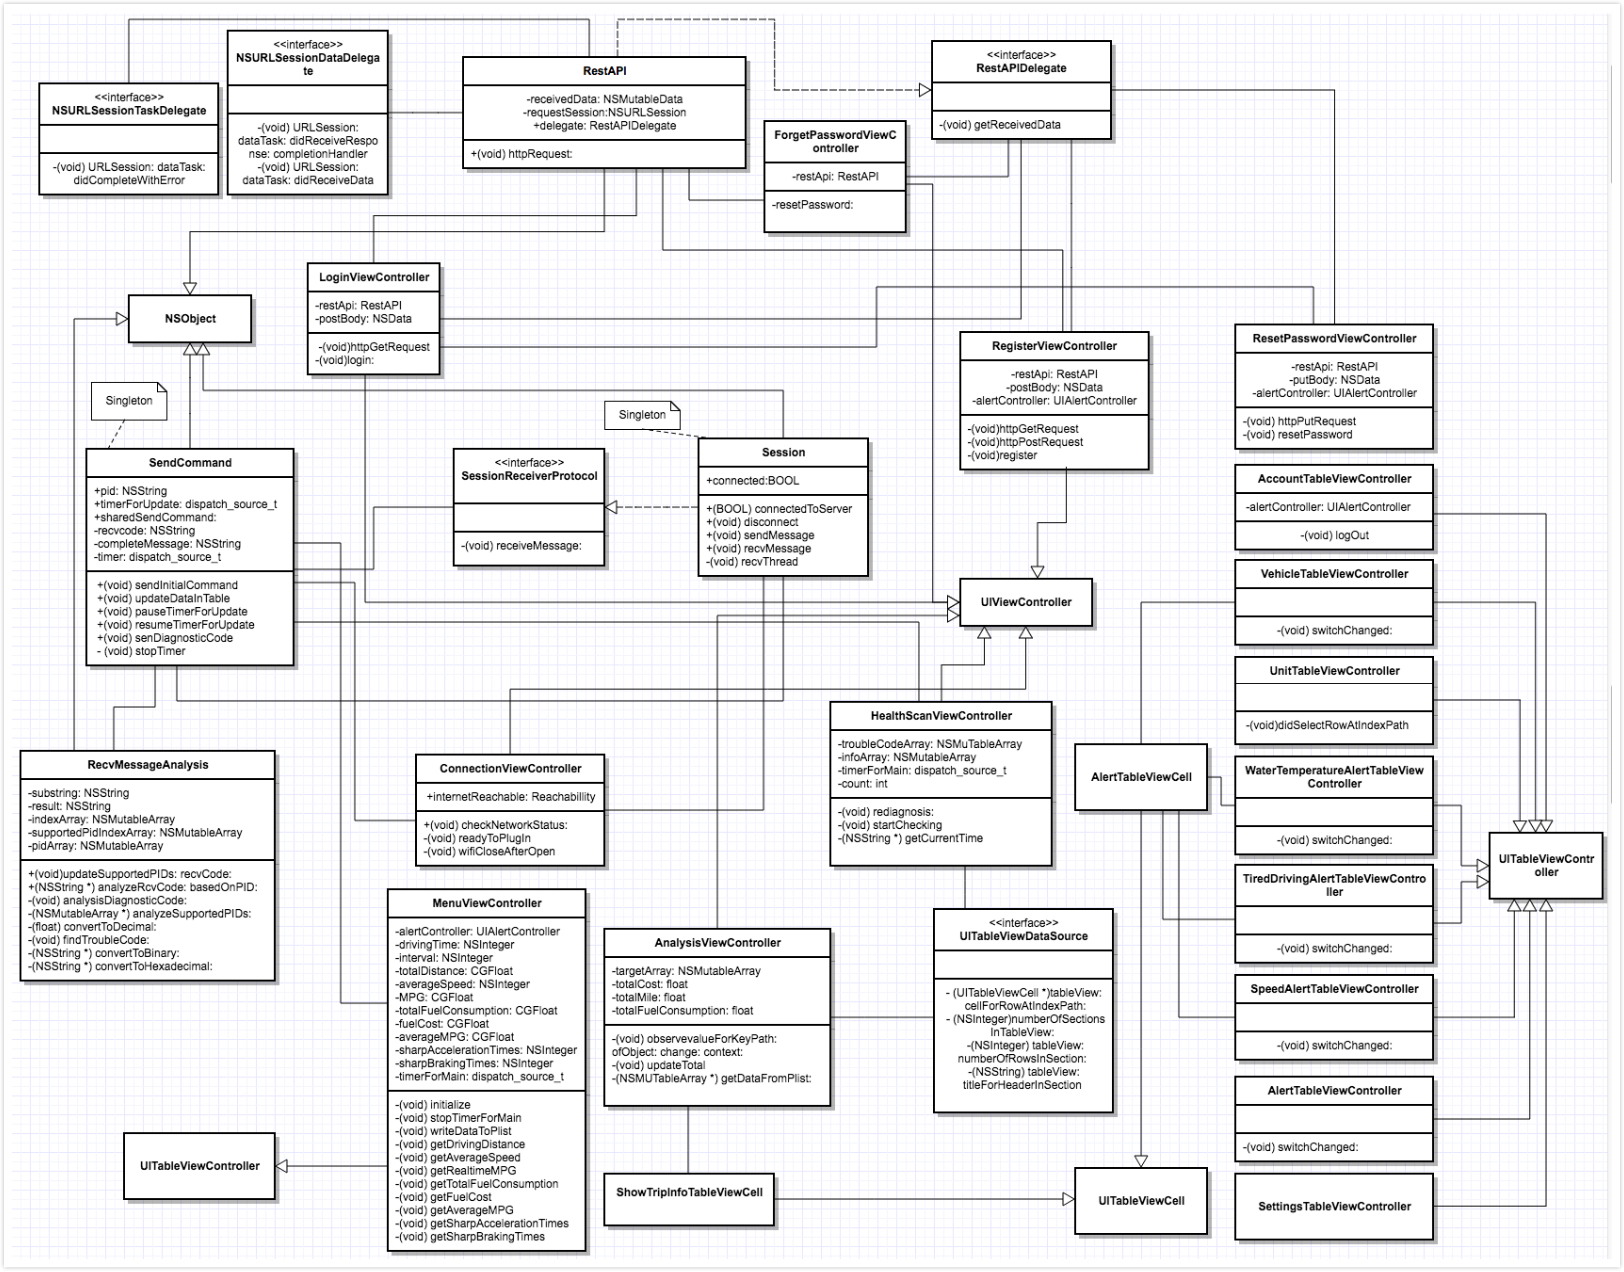 <<interface>>
NSURLSessionTaskDelegate
-(void) URLSession: dataTask:
didCompleteWithError
<<interface>>
NSURLSessionDataDelega
te
-(void) URLSession:
dataTask: didReceiveRespo
nse: completionHandler
-(void) URLSession:
dataTask: didReceiveData
RestAPI
-receivedData: NSMutableData
-requestSession:NSURLSession
+delegate: RestAPIDelegate
+(void) httpRequest:
<<interface>>
RestAPIDelegate
-(void) getReceivedData
ForgetPasswordViewC
ontroller
-restApi: RestAPI
-resetPassword:
LoginViewController
-restApi: RestAPI
-postBody: NSData
-(void)httpGetRequest
-(void)login:
NSObject
RegisterViewController
-restApi: RestAPI
-postBody: NSData
-alertController: UIAlertController
-(void)httpGetRequest
-(void)httpPostRequest
-(void)register
ResetPasswordViewController
-restApi: RestAPI
-putBody: NSData
-alertController: UIAlertController
-(void) httpPutRequest
-(void) resetPassword
Singleton
SendCommand
+pid: NSString
+timerForUpdate: dispatch_source_t
+sharedSendCommand:
-recvcode: NSString
-completeMessage: NSString
-timer: dispatch_source_t
+(void) sendInitialCommand
+(void) updateDataInTable
+(void) pauseTimerForUpdate
+(void) resumeTimerForUpdate
+(void) senDiagnosticCode
- (void) stopTimer
<<interface>>
SessionReceiverProtocol
-(void) receiveMessage:
Singleton
Session
+connected:BOOL
+(BOOL) connectedToServer
+(void) disconnect
+(void) sendMessage
+(void) recvMessage
-(void) recvThread
AccountTableViewController
-alertController: UIAlertController
-(void) logOut
VehicleTableViewController
-(void) switchChanged:
UIViewController
UnitTableViewController
-(void)didSelectRowAtIndexPath
RecvMessageAnalysis
-substring: NSString
-result: NSString
-indexArray: NSMutableArray
-supportedPidIndexArray: NSMutableArray
-pidArray: NSMutableArray
+(void)updateSupportedPIDs: recvCode:
+(NSString *) analyzeRcvCode: basedOnPID:
-(void) analysisDiagnosticCode:
-(NSMutableArray *) analyzeSupportedPIDs:
-(float) convertToDecimal:
-(void) findTroubleCode:
-(NSString *) convertToBinary:
-(NSString *) convertToHexadecimal:
ConnectionViewController
+internetReachable: Reachabillity
+(void) checkNetworkStatus:
-(void) readyToPlugIn
-(void) wifiCloseAfterOpen
HealthScanViewController
-troubleCodeArray: NSMuTableArray
-infoArray: NSMutableArray
-timerForMain: dispatch_source_t
-count: int
-(void) rediagnosis:
-(void) startChecking
-(NSString *) getCurrentTime
AlertTableViewCell
WaterTemperatureAlertTableView
Controller
-(void) switchChanged:
UITableViewContr
oller
TiredDrivingAlertTableViewContro
ller
-(void) switchChanged:
MenuViewController
-alertController: UIAlertController
-drivingTime: NSInteger
-interval: NSInteger
-totalDistance: CGFloat
-averageSpeed: NSInteger
-MPG: CGFloat
-totalFuelConsumption: CGFloat
-fuelCost: CGFloat
-averageMPG: CGFloat
-sharpAccelerationTimes: NSInteger
-sharpBrakingTimes: NSInteger
-timerForMain: dispatch_source_t
-(void) initialize
-(void) stopTimerForMain
-(void) writeDataToPlist
-(void) getDrivingDistance
-(void) getAverageSpeed
-(void) getRealtimeMPG
-(void) getTotalFuelConsumption
-(void) getFuelCost
-(void) getAverageMPG
-(void) getSharpAccelerationTimes
-(void) getSharpBrakingTimes
AnalysisViewController
-targetArray: NSMutableArray
-totalCost: float
-totalMile: float
-totalFuelConsumption: float
-(void) observevalueForKeyPath:
ofObject: change: context:
-(void) updateTotal
-(NSMUTableArray *) getDataFromPlist:
<<interface>>
UITableViewDataSource
- (UITableViewCell *)tableView:
cellForRowAtIndexPath:
- (NSInteger)numberOfSections
InTableView:
-(NSInteger) tableView:
numberOfRowsInSection:
-(NSString) tableView:
titleForHeaderInSection
SpeedAlertTableViewController
-(void) switchChanged:
AlertTableViewController
-(void) switchChanged:
UITableViewController
ShowTripInfoTableViewCell
UITableViewCell
SettingsTableViewController